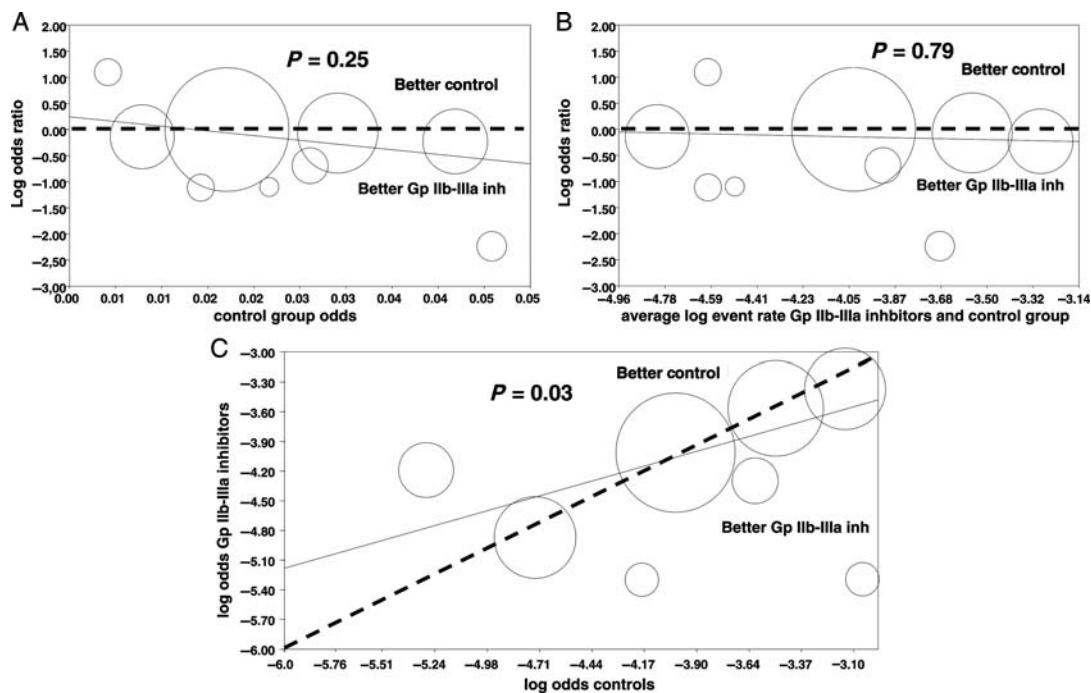 A
2.00
1.50
1.00
0.50
0.00
–0.50
–1.00
–1.50
–2.00
–2.50
–3,00
Log odds ratio
P = 0.25
Better control
Better Gp IIb-IIIa inh
0.00 0.01 0.01 0.02 0.02 0.03 0.03 0.04 0.04 0.05 0.05
control group odds
B
2.00
1.50
1.00
0.50
0.00
–0.50
–1.00
–1.50
–2.00
–2.50
–3.00
Log odds ratio
P = 0.79
Better control
Better Gp IIb-IIIa inh
–4.96 –4.78 –4.59 –4.41 –4.23 –4.05 –3.87 –3.68 –3.50 –3.32 –3.14
average log event rate Gp IIb-IIIa inhbitors and control group
C
–3.00
–3.30
–3.60
–3.90
–4.20
–4.50
–4.80
–5.10
–5.40
–5.70
–6.00
log odds Gp IIb-IIIa inhibitors
P = 0.03
Better control
Better Gp IIb-IIIa inh
–6.0 –5.76 –5.51 –5.24 –4.98 –4.71 –4.44 –4.17 –3.90 –3.64 –3.37 –3.10
log odds controls